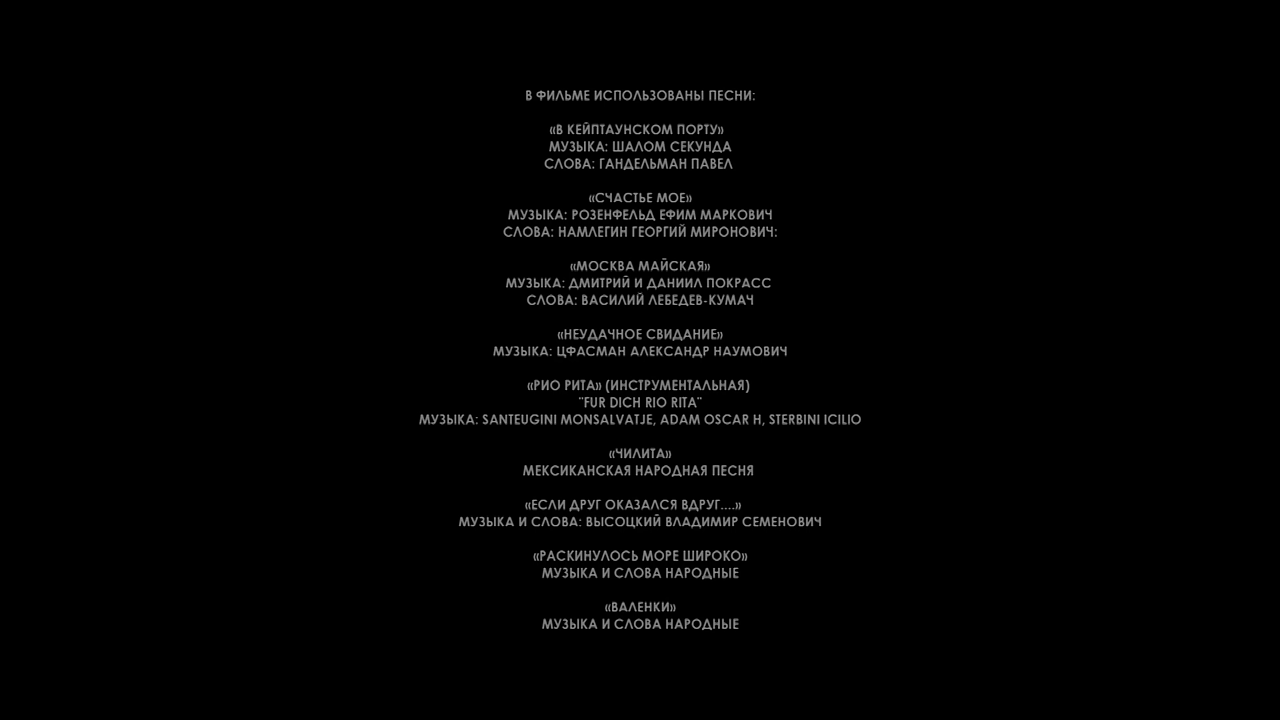 В ФИЛЬМЕ ИСПОЛЬЗОВАНЫ ПЕСНИ:
«В КЕЙПТАУНСКОМ ПОРТУ»
МУЗЫКА: ШАЛОМ СЕКУНДА
СЛОВА: ГАНДЕЛЬМАН ПАВЕЛ
«СЧАСТЬЕ МОЕ»
МУЗЫКА: РОЗЕНФЕЛЬД ЕФИМ МАРКОВИЧ
СЛОВА: НАМЛЕГИН ГЕОРГИЙ МИРОНОВИЧ:
«МОСКВА МАЙСКАЯ»
МУЗЫКА: ДМИТРИЙ И ДАНИИЛ ПОКРАСС
СЛОВА: ВАСИЛИЙ ЛЕБЕДЕВ-КУМАЧ
«НЕУДАЧНОЕ СВИДАНИЕ»
МУЗЫКА: ЦФАСМАН АЛЕКСАНДР НАУМОВИЧ
«РИО РИТА» (ИНСТРУМЕНТАЛЬНАЯ)
"FUR DICH RIO RITA"
МУЗЫКА: SANTEUGINI MONSALVATJE, ADAM OSCAR H, STERBINI ICILIO
«ЧИЛИТА»
МЕКСИКАНСКАЯ НАРОДНАЯ ПЕСНЯ
«ЕСЛИ ДРУГ ОКАЗАЛСЯ ВДРУГ....»
МУЗЫКА И СЛОВА: ВЫСОЦКИЙ ВЛАДИМИР СЕМЕНОВИЧ
«РАСКИНУЛОСЬ МОРЕ ШИРОКО»
МУЗЫКА И СЛОВА НАРОДНЫЕ
«ВАЛЕНКИ»
МУЗЫКА И СЛОВА НАРОДНЫЕ